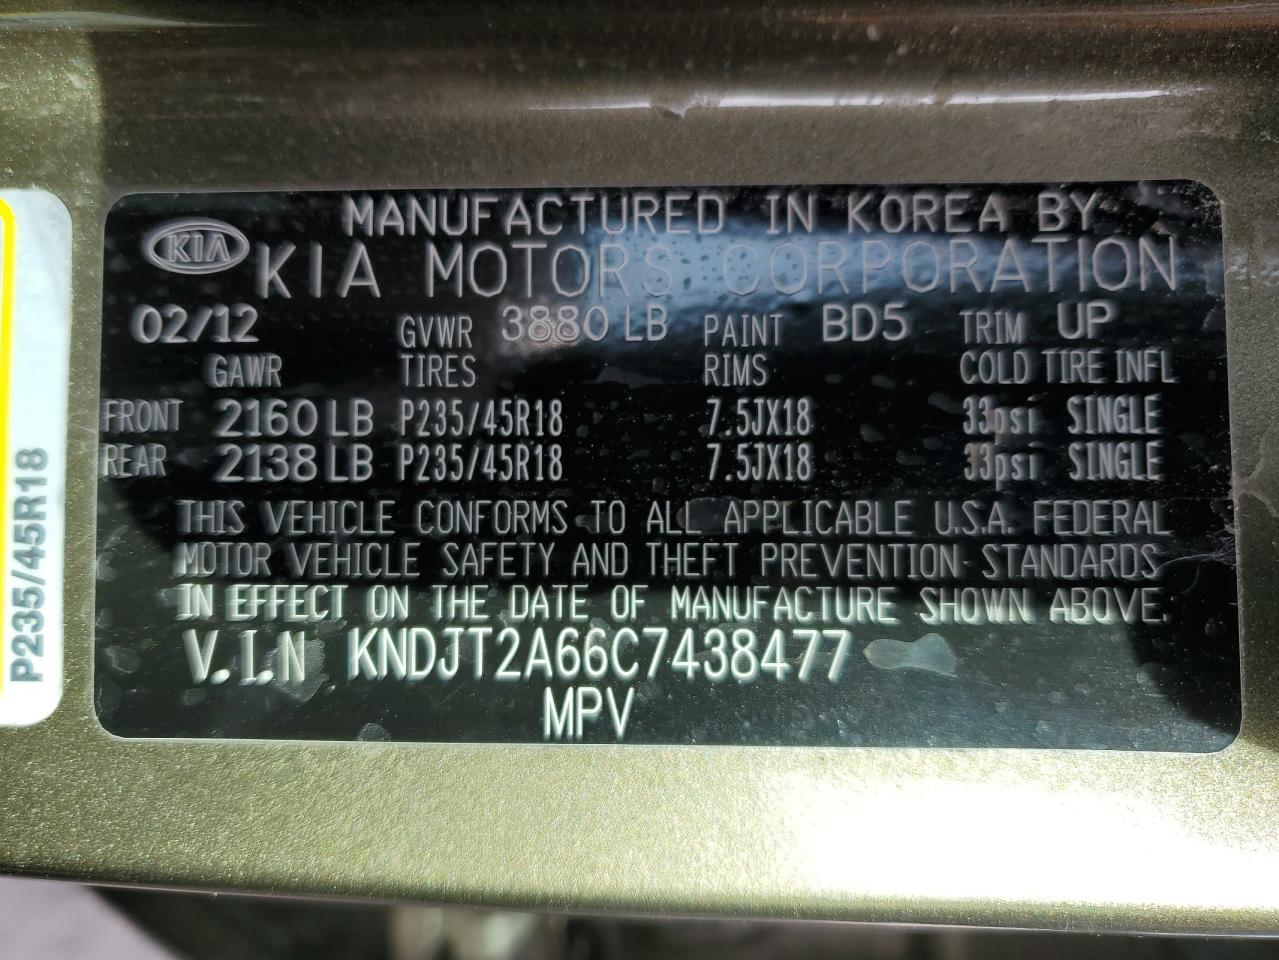 MANUFACTURED IN KOREA BY
KIA KIA MOTORS CORPORATION
02/12 GVWR 3880 LB PAINT BD5 TRIM UP
GAWR TIRES RIMS COLD TIRE INFL
FRONT 2160 LB P235/45R18 7.5JX18 33psi SINGLE
REAR 2138 LB P235/45R18 7.5JX18 33psi SINGLE
THIS VEHICLE CONFORMS TO ALL APPLICABLE U.S.A. FEDERAL
MOTOR VEHICLE SAFETY AND THEFT PREVENTION STANDARDS
IN EFFECT ON THE DATE OF MANUFACTURE SHOWN ABOVE.
V.I.N KNDJT2A66C7438477
MPV
P235/45R18